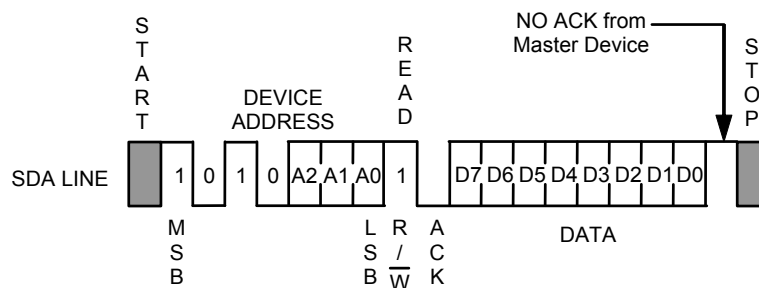 START
READ
NO ACK from
Master Device
STOP
DEVICE
ADDRESS
SDA LINE
1 0 1 0 A2 A1 A0 1 D7 D6 D5 D4 D3 D2 D1 D0
MSB
LSB
R/W
ACK
DATA